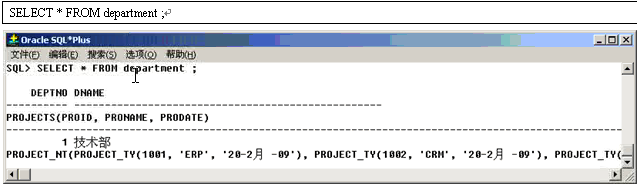 SELECT * FROM department ;↵
Oracle SQL*Plus
文件(F) 编辑(E) 搜索(S) 选项(O) 帮助(H)
SQL> SELECT * FROM department ;
DEPTNO DNAME
---------- --------------------------------------------------
PROJECTS(PROID, PRONAME, PRODATE)
--------------------------------------------------------------------------------
1 技术部
PROJECT_NT(PROJECT_TY(1001, 'ERP', '20-2月 -09'), PROJECT_TY(1002, 'CRM', '20-2月 -09'), PROJECT_TY(